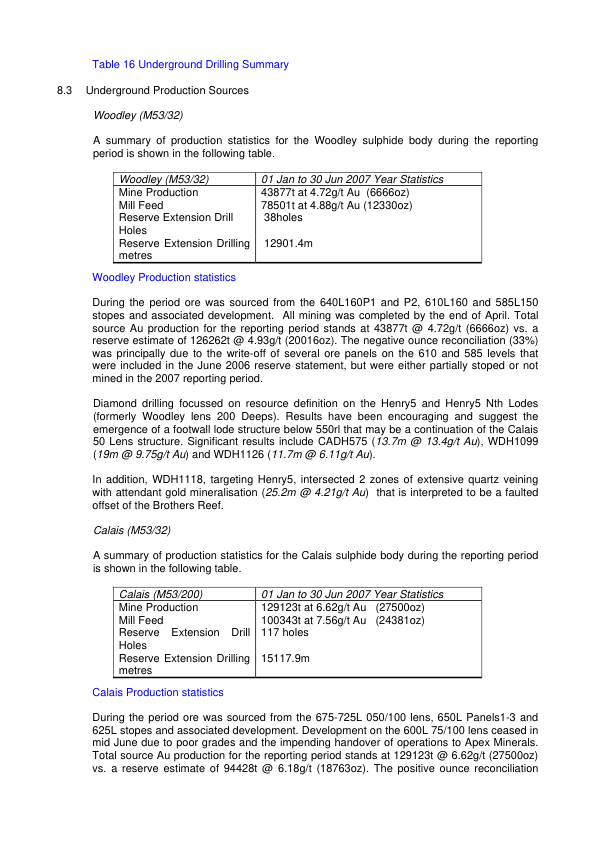 Table 16 Underground Drilling Summary
8.3 Underground Production Sources
Woodley (M53/32)
A summary of production statistics for the Woodley sulphide body during the reporting
period is shown in the following table.
Woodley (M53/32) 01 Jan to 30 Jun 2007 Year Statistics
Mine Production 43877t at 4.72g/t Au (6666oz)
Mill Feed 78501t at 4.88g/t Au (12330oz)
Reserve Extension Drill 38holes
Holes
Reserve Extension Drilling 12901.4m
metres
Woodley Production statistics
During the period ore was sourced from the 640L160P1 and P2, 610L160 and 585L150
stopes and associated development. All mining was completed by the end of April. Total
source Au production for the reporting period stands at 43877t @ 4.72g/t (6666oz) vs. a
reserve estimate of 126262t @ 4.93g/t (20016oz). The negative ounce reconciliation (33%)
was principally due to the write-off of several ore panels on the 610 and 585 levels that
were included in the June 2006 reserve statement, but were either partially stoped or not
mined in the 2007 reporting period.
Diamond drilling focussed on resource definition on the Henry5 and Henry5 Nth Lodes
(formerly Woodley lens 200 Deeps). Results have been encouraging and suggest the
emergence of a footwall lode structure below 550rl that may be a continuation of the Calais
50 Lens structure. Significant results include CADH575 (13.7m @ 13.4g/t Au), WDH1099
(19m @ 9.75g/t Au) and WDH1126 (11.7m @ 6.11g/t Au).
In addition, WDH1118, targeting Henry5, intersected 2 zones of extensive quartz veining
with attendant gold mineralisation (25.2m @ 4.21g/t Au) that is interpreted to be a faulted
offset of the Brothers Reef.
Calais (M53/32)
A summary of production statistics for the Calais sulphide body during the reporting period
is shown in the following table.
Calais (M53/200) 01 Jan to 30 Jun 2007 Year Statistics
Mine Production 129123t at 6.62g/t Au (27500oz)
Mill Feed 100343t at 7.56g/t Au (24381oz)
Reserve Extension Drill 117 holes
Holes
Reserve Extension Drilling 15117.9m
metres
Calais Production statistics
During the period ore was sourced from the 675-725L 050/100 lens, 650L Panels1-3 and
625L stopes and associated development. Development on the 600L 75/100 lens ceased in
mid June due to poor grades and the impending handover of operations to Apex Minerals.
Total source Au production for the reporting period stands at 129123t @ 6.62g/t (27500oz)
vs. a reserve estimate of 94428t @ 6.18g/t (18763oz). The positive ounce reconciliation